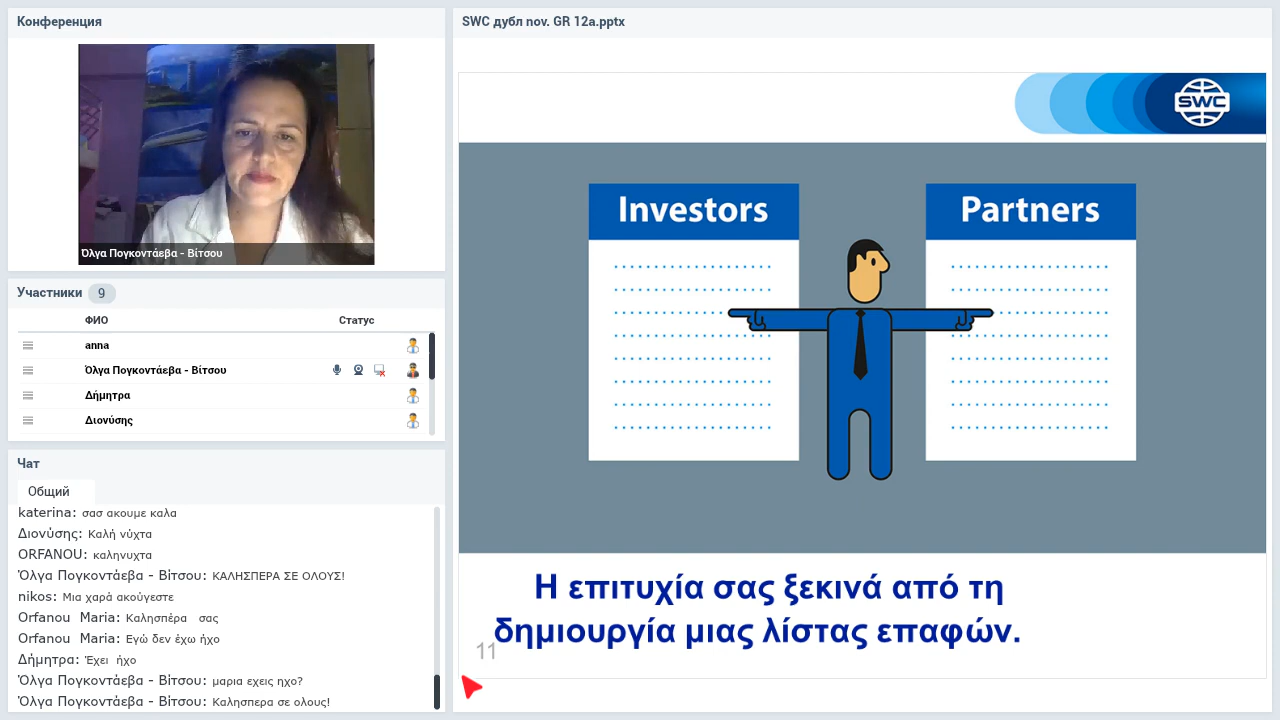 Конференция
Όλγα Πογκοντάεβα - Βίτσου
Участники 9
ФИО Статус
anna
Όλγα Πογκοντάεβα - Βίτσου
Δήμητρα
Διονύσης
Чат
Общий
katerina: σασ ακουμε καλα
Διονύσης: Καλή νύχτα
ORFANOU: καληνυχτα
Όλγα Πογκοντάεβα - Βίτσου: ΚΑΛΗΣΠΕΡΑ ΣΕ ΟΛΟΥΣ!
nikos: Μια χαρά ακούγεστε
Orfanou Maria: Καλησπέρα σας
Orfanou Maria: Εγώ δεν έχω ήχο
Δήμητρα: Έχει ήχο
Όλγα Πογκοντάεβα - Βίτσου: μαρια εχεις ηχο?
Όλγα Πογκοντάεβα - Βίτσου: Καλησπερα σε ολους!
SWC дубл nov. GR 12a.pptx
SWC
Investors
Partners
Η επιτυχία σας ξεκινά από τη
δημιουργία μιας λίστας επαφών.
11